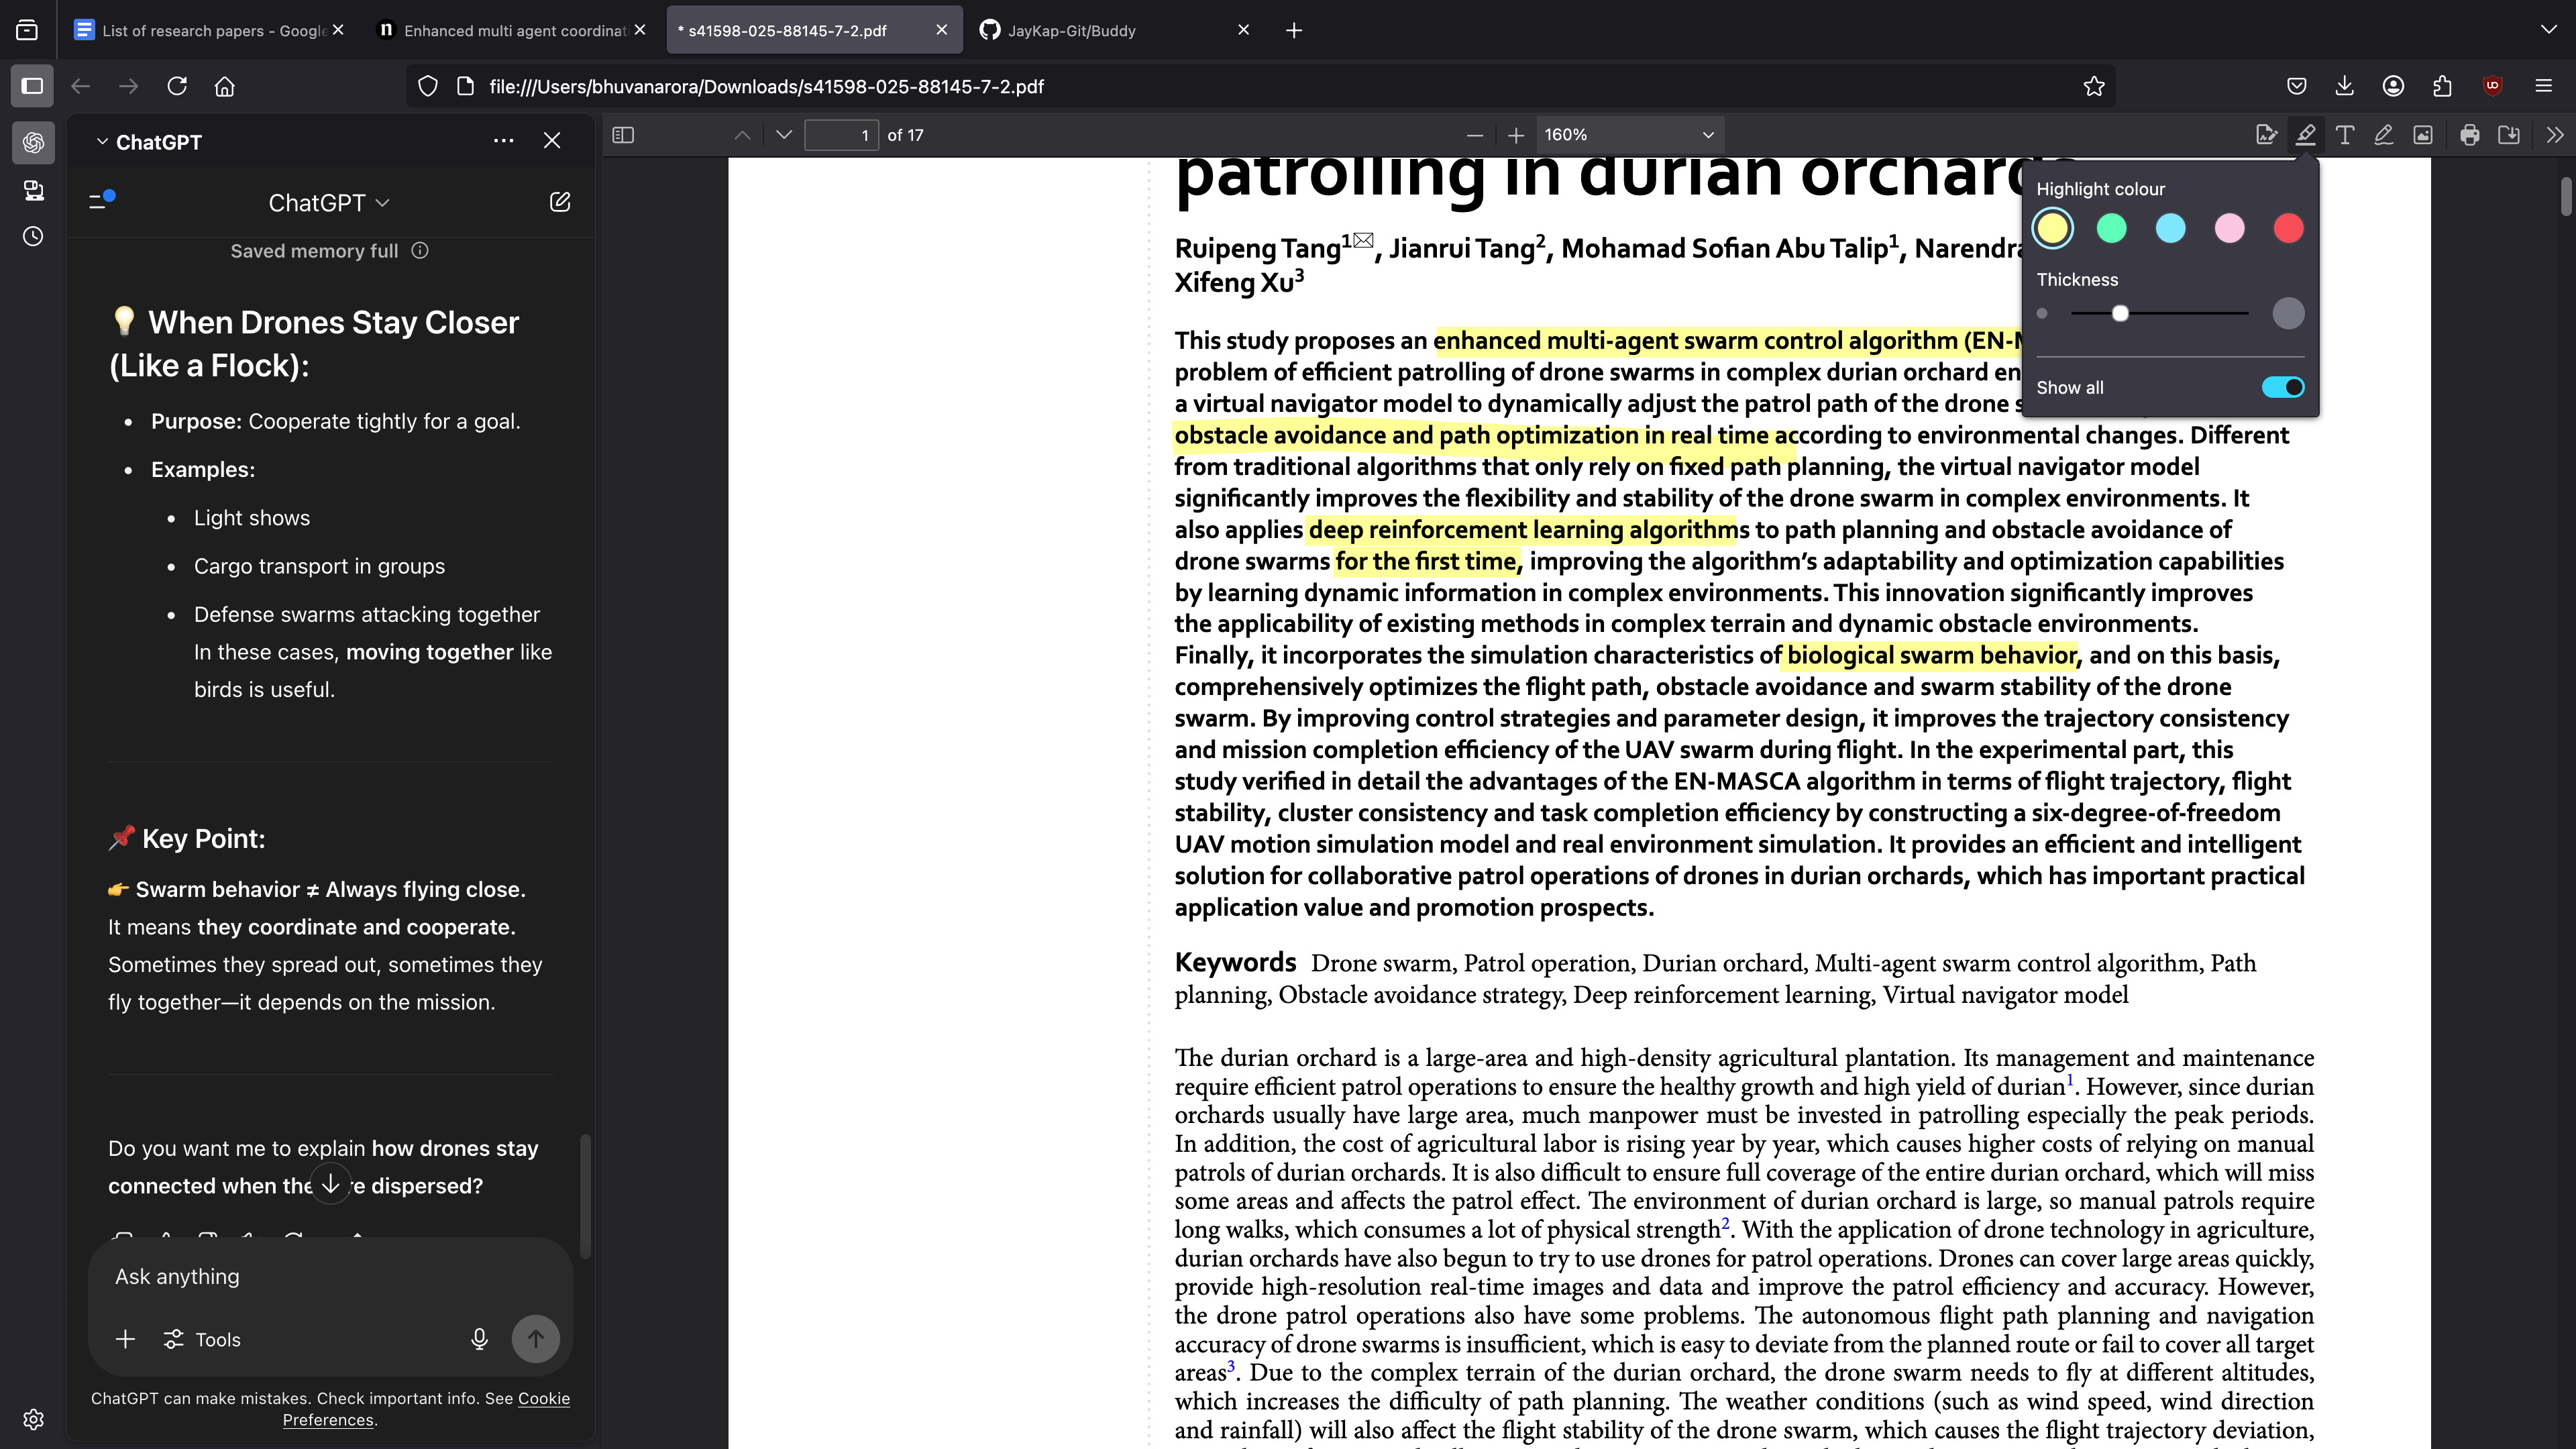 List of research papers - Google
Enhanced multi agent coordinat
* s41598-025-88145-7-2.pdf
JayKap-Git/Buddy
file:///Users/bhuvanarora/Downloads/s41598-025-88145-7-2.pdf
ChatGPT
ChatGPT
Saved memory full
💡 When Drones Stay Closer
(Like a Flock):
• Purpose: Cooperate tightly for a goal.
• Examples:
• Light shows
• Cargo transport in groups
• Defense swarms attacking together
In these cases, moving together like
birds is useful.
📌 Key Point:
👉 Swarm behavior ≠ Always flying close.
It means they coordinate and cooperate.
Sometimes they spread out, sometimes they
fly together—it depends on the mission.
Do you want me to explain how drones stay
connected when the re dispersed?
Ask anything
Tools
ChatGPT can make mistakes. Check important info. See Cookie
Preferences.
1 of 17
160%
Highlight colour
Thickness
Show all
patrolling in durian orchards
Ruipeng Tang1✉, Jianrui Tang2, Mohamad Sofian Abu Talip1, Narendra
Xifeng Xu3
This study proposes an enhanced multi-agent swarm control algorithm (EN-M
problem of efficient patrolling of drone swarms in complex durian orchard en
a virtual navigator model to dynamically adjust the patrol path of the drone s
obstacle avoidance and path optimization in real time according to environmental changes. Different
from traditional algorithms that only rely on fixed path planning, the virtual navigator model
significantly improves the flexibility and stability of the drone swarm in complex environments. It
also applies deep reinforcement learning algorithms to path planning and obstacle avoidance of
drone swarms for the first time, improving the algorithm's adaptability and optimization capabilities
by learning dynamic information in complex environments. This innovation significantly improves
the applicability of existing methods in complex terrain and dynamic obstacle environments.
Finally, it incorporates the simulation characteristics of biological swarm behavior, and on this basis,
comprehensively optimizes the flight path, obstacle avoidance and swarm stability of the drone
swarm. By improving control strategies and parameter design, it improves the trajectory consistency
and mission completion efficiency of the UAV swarm during flight. In the experimental part, this
study verified in detail the advantages of the EN-MASCA algorithm in terms of flight trajectory, flight
stability, cluster consistency and task completion efficiency by constructing a six-degree-of-freedom
UAV motion simulation model and real environment simulation. It provides an efficient and intelligent
solution for collaborative patrol operations of drones in durian orchards, which has important practical
application value and promotion prospects.
Keywords Drone swarm, Patrol operation, Durian orchard, Multi-agent swarm control algorithm, Path
planning, Obstacle avoidance strategy, Deep reinforcement learning, Virtual navigator model
The durian orchard is a large-area and high-density agricultural plantation. Its management and maintenance
require efficient patrol operations to ensure the healthy growth and high yield of durian1. However, since durian
orchards usually have large area, much manpower must be invested in patrolling especially the peak periods.
In addition, the cost of agricultural labor is rising year by year, which causes higher costs of relying on manual
patrols of durian orchards. It is also difficult to ensure full coverage of the entire durian orchard, which will miss
some areas and affects the patrol effect. The environment of durian orchard is large, so manual patrols require
long walks, which consumes a lot of physical strength2. With the application of drone technology in agriculture,
durian orchards have also begun to try to use drones for patrol operations. Drones can cover large areas quickly,
provide high-resolution real-time images and data and improve the patrol efficiency and accuracy. However,
the drone patrol operations also have some problems. The autonomous flight path planning and navigation
accuracy of drone swarms is insufficient, which is easy to deviate from the planned route or fail to cover all target
areas3. Due to the complex terrain of the durian orchard, the drone swarm needs to fly at different altitudes,
which increases the difficulty of path planning. The weather conditions (such as wind speed, wind direction
and rainfall) will also affect the flight stability of the drone swarm, which causes the flight trajectory deviation,